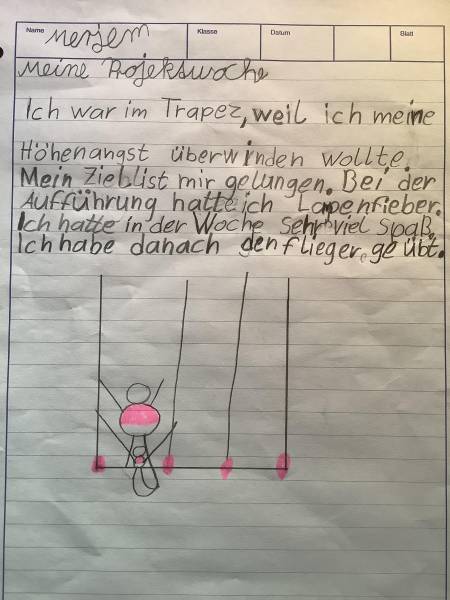 Name Merjem Klasse Datum Blatt
Meine Projekswoche
Ich war im Trapez, weil ich meine
Höhenangst überwinden wollte.
Mein Zieblist mir gelungen. Bei der
Aufführung hatte ich Lapenfieber.
Ich hatte in der Woche sehr viel Spaß.
Ich habe danach den flieger geübt.